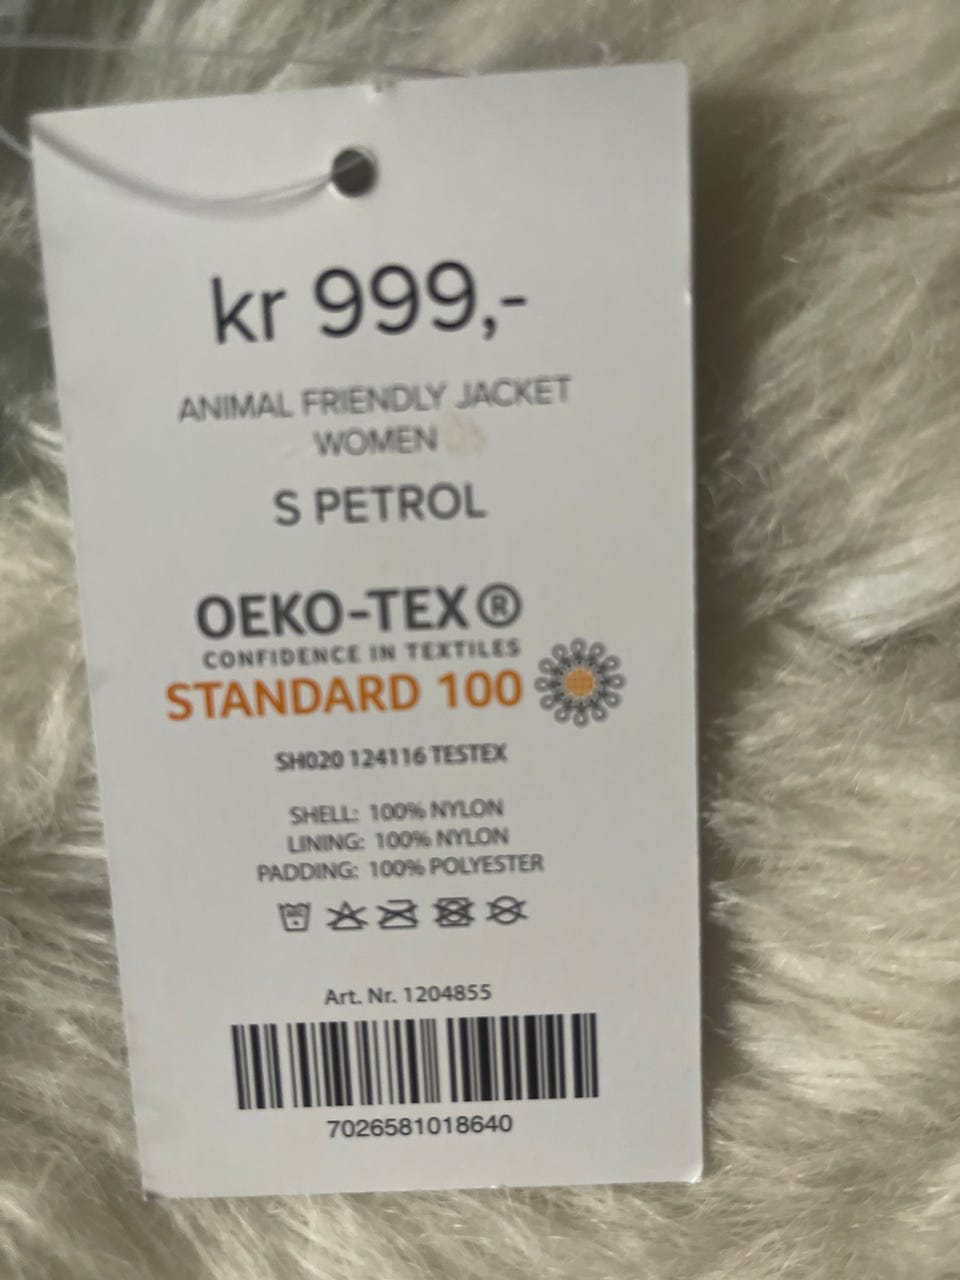 kr 999,-
ANIMAL FRIENDLY JACKET
WOMEN
S PETROL
OEKO-TEX®
CONFIDENCE IN TEXTILES
STANDARD 100
SH020 124116 TESTEX
SHELL: 100% NYLON
LINING: 100% NYLON
PADDING: 100% POLYESTER
Art. Nr. 1204855
7026581018640